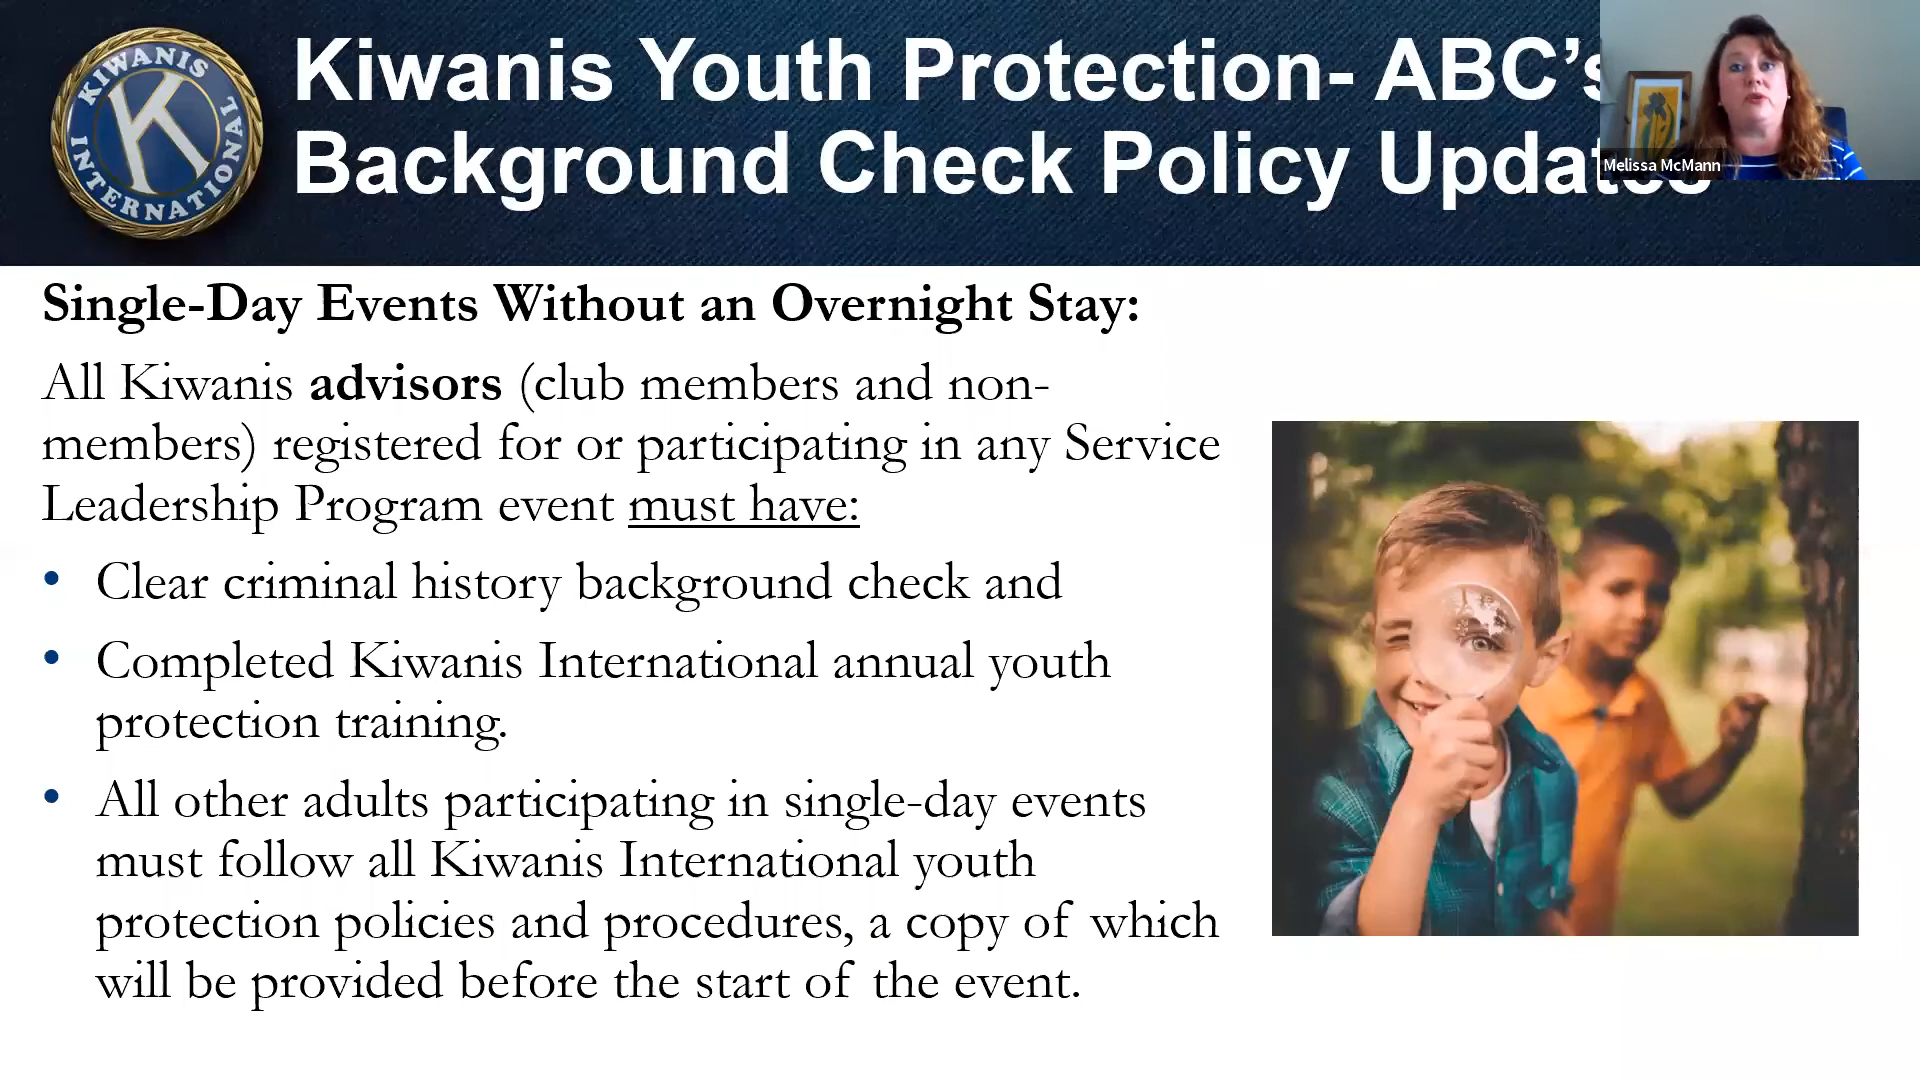 KIWANIS
K
INTERNATIONAL
Kiwanis Youth Protection- ABC's
Background Check Policy Updates
Melissa McMann
Single-Day Events Without an Overnight Stay:
All Kiwanis advisors (club members and non-
members) registered for or participating in any Service
Leadership Program event must have:
• Clear criminal history background check and
• Completed Kiwanis International annual youth
protection training.
• All other adults participating in single-day events
must follow all Kiwanis International youth
protection policies and procedures, a copy of which
will be provided before the start of the event.